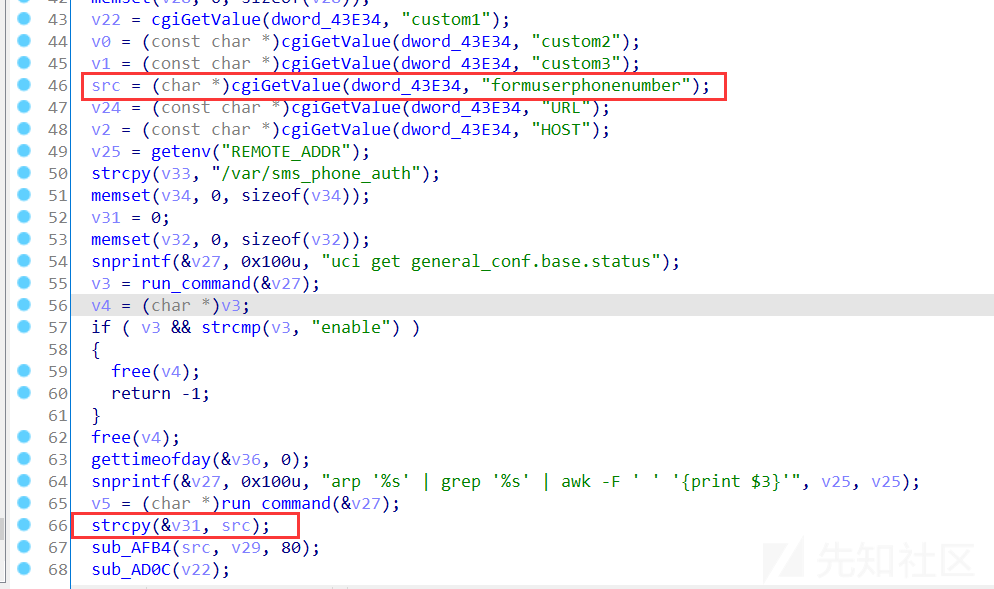 43 v22 = cgiGetValue(dword_43E34, "custom1");
44 v0 = (const char *)cgiGetValue(dword_43E34, "custom2");
45 v1 = (const char *)cgiGetValue(dword_43E34, "custom3");
46 src = (char *)cgiGetValue(dword_43E34, "formuserphonenumber");
47 v24 = (const char *)cgiGetValue(dword_43E34, "URL");
48 v2 = (const char *)cgiGetValue(dword_43E34, "HOST");
49 v25 = getenv("REMOTE_ADDR");
50 strcpy(v33, "/var/sms_phone_auth");
51 memset(v34, 0, sizeof(v34));
52 v31 = 0;
53 memset(v32, 0, sizeof(v32));
54 snprintf(&v27, 0x100u, "uci get general_conf.base.status");
55 v3 = run_command(&v27);
56 v4 = (char *)v3;
57 if ( v3 && strcmp(v3, "enable") )
58 {
59 free(v4);
60 return -1;
61 }
62 free(v4);
63 gettimeofday(&v36, 0);
64 snprintf(&v27, 0x100u, "arp '%s' | grep '%s' | awk -F ' ' '{print $3}'", v25, v25);
65 v5 = (char *)run_command(&v27);
66 strcpy(&v31, src);
67 sub_AFB4(src, v29, 80);
68 sub_AD0C(v22);
先知社区